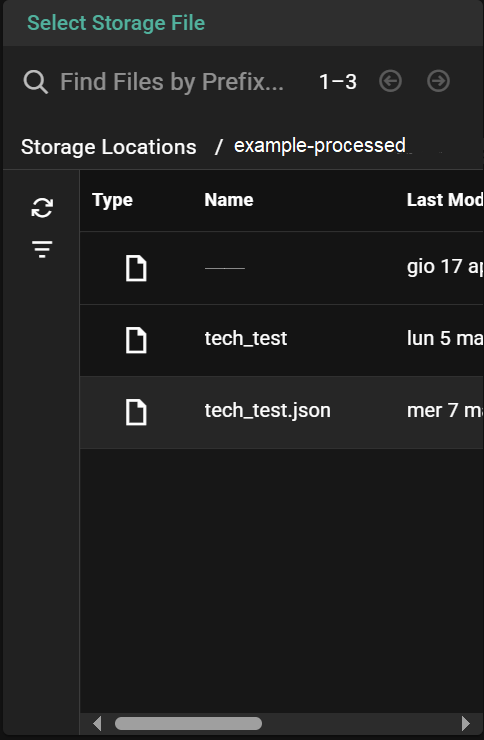 Select Storage File
Find Files by Prefix... 1–3
Storage Locations / example-processed
Type Name Last Mod
gio 17 ap
tech_test lun 5 ma
tech_test.json mer 7 m